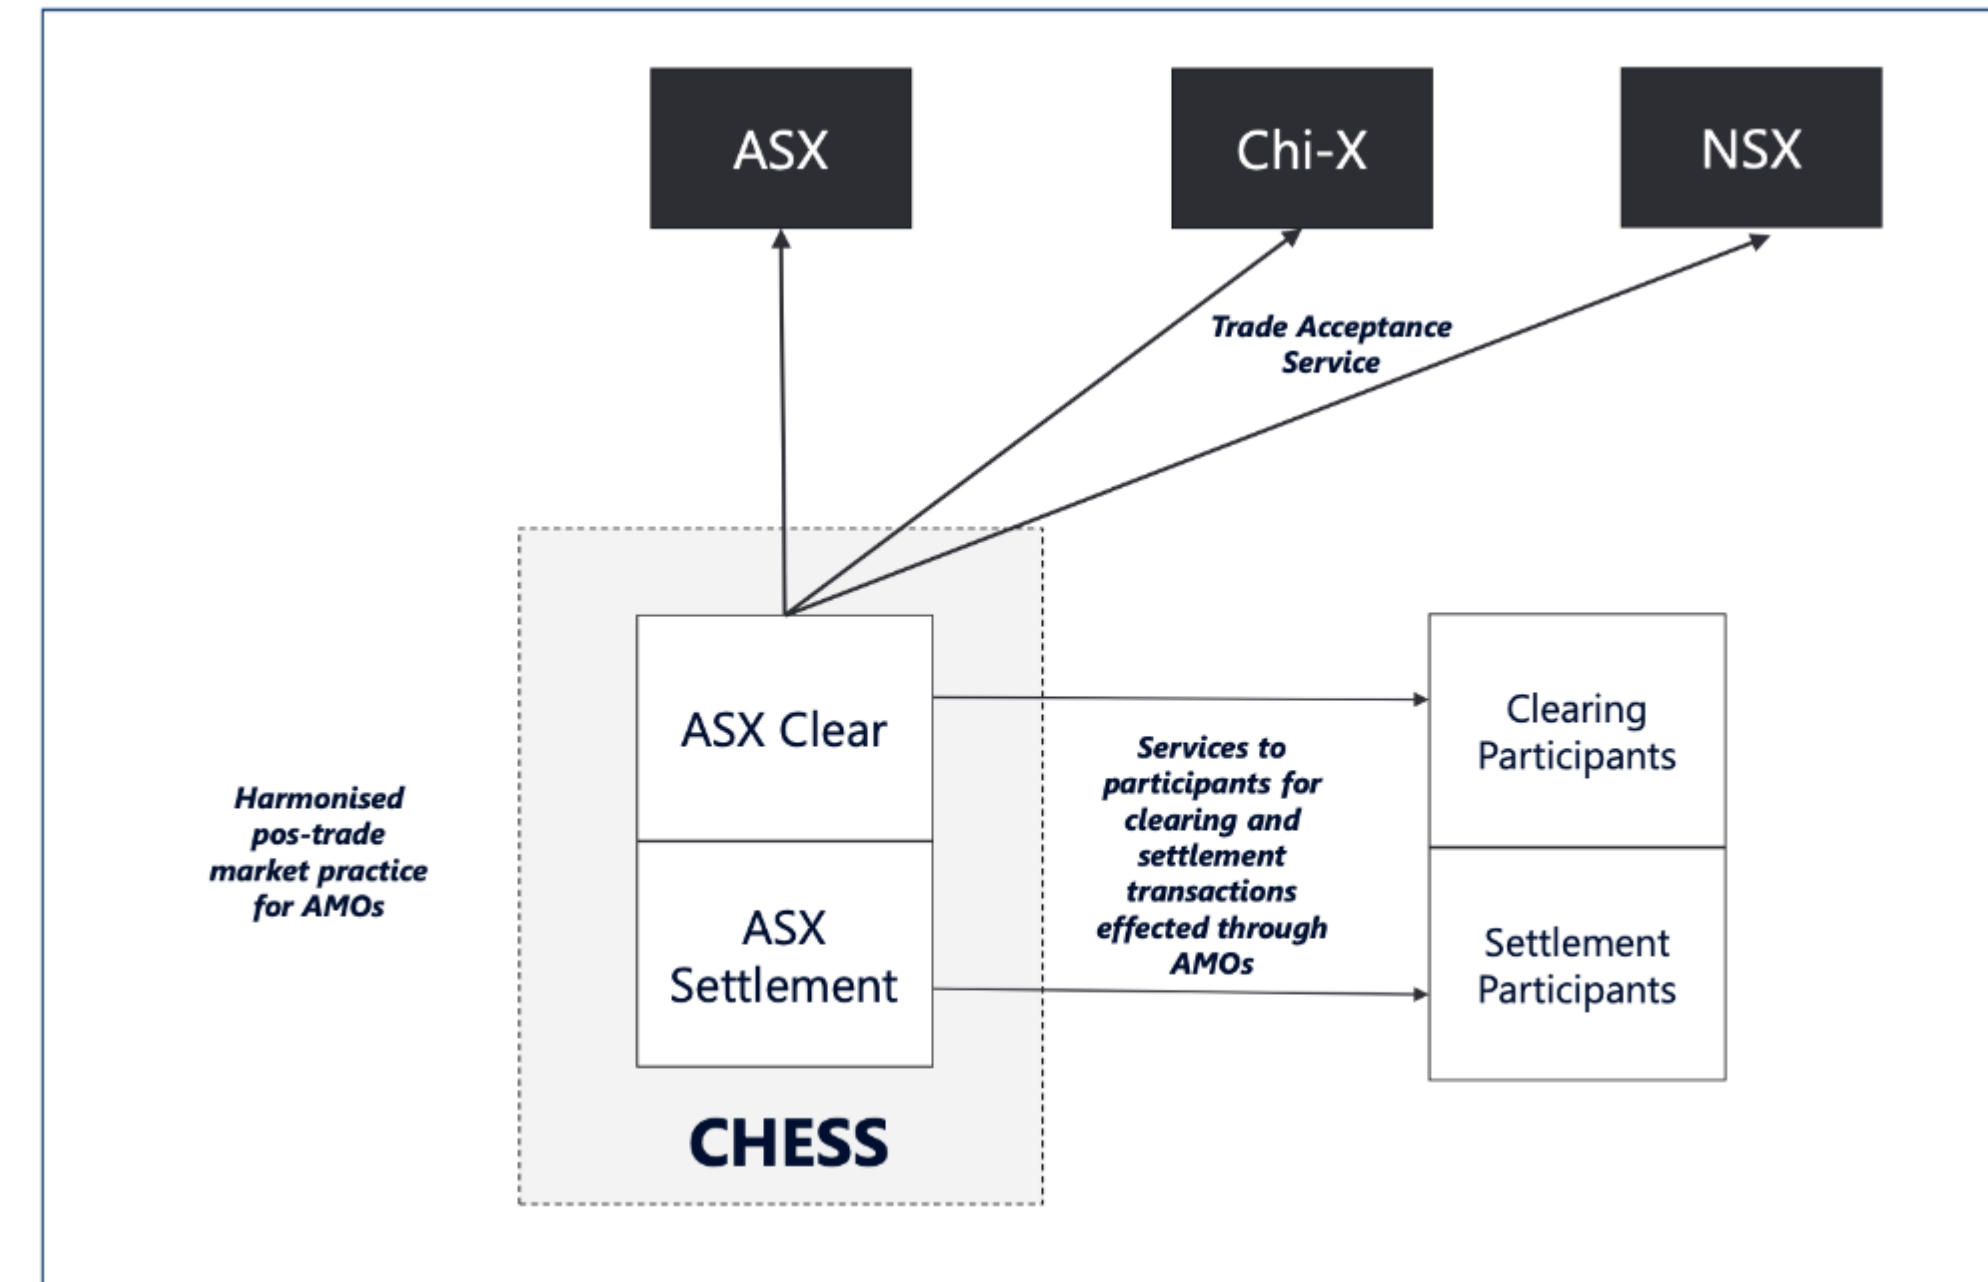 ASX
Chi-X
NSX
Trade Acceptance
Service
ASX Clear
ASX
Settlement
CHESS
Harmonised
pos-trade
market practice
for AMOs
Services to
participants for
clearing and
settlement
transactions
effected through
AMOs
Clearing
Participants
Settlement
Participants